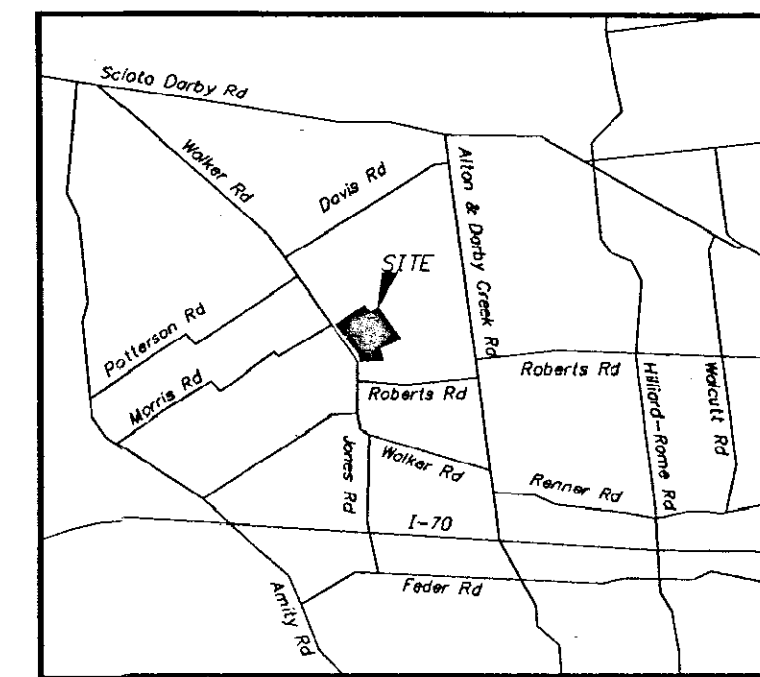 Scioto Darby Rd
Walker Rd
Davis Rd
Alton & Darby Creek Rd
SITE
Patterson Rd
Morris Rd
Roberts Rd
Roberts Rd
Hilliard-Rome Rd
Walcutt Rd
Jones Rd
Walker Rd
Renner Rd
I-70
Feder Rd
Amity Rd